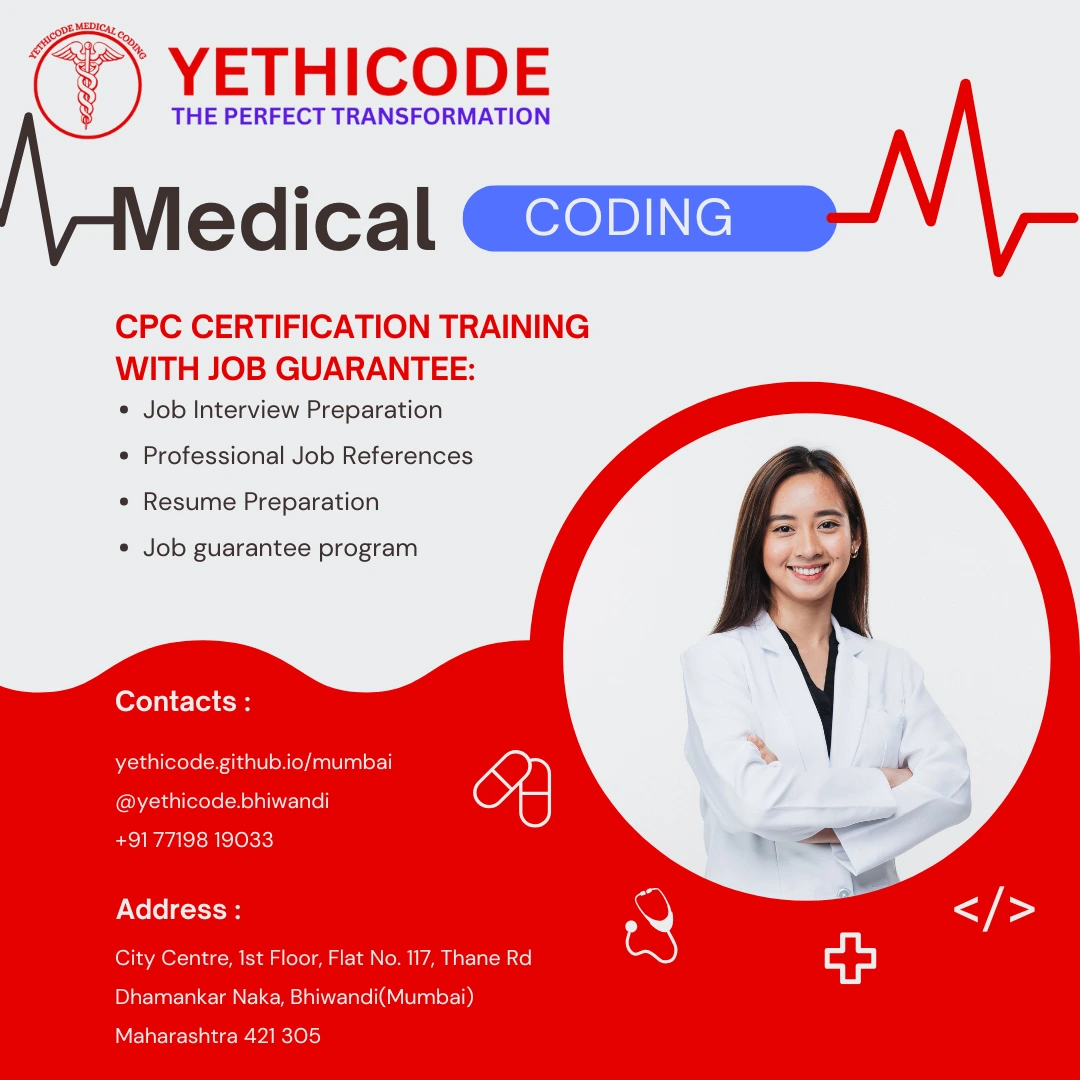 YETHICODE MEDICAL CODING
YETHICODE
THE PERFECT TRANSFORMATION
Medical CODING
CPC CERTIFICATION TRAINING
WITH JOB GUARANTEE:
• Job Interview Preparation
• Professional Job References
• Resume Preparation
• Job guarantee program
Contacts :
yethicode.github.io/mumbai
@yethicode.bhiwandi
+91 77198 19033
Address :
City Centre, 1st Floor, Flat No. 117, Thane Rd
Dhamankar Naka, Bhiwandi(Mumbai)
Maharashtra 421 305
</>